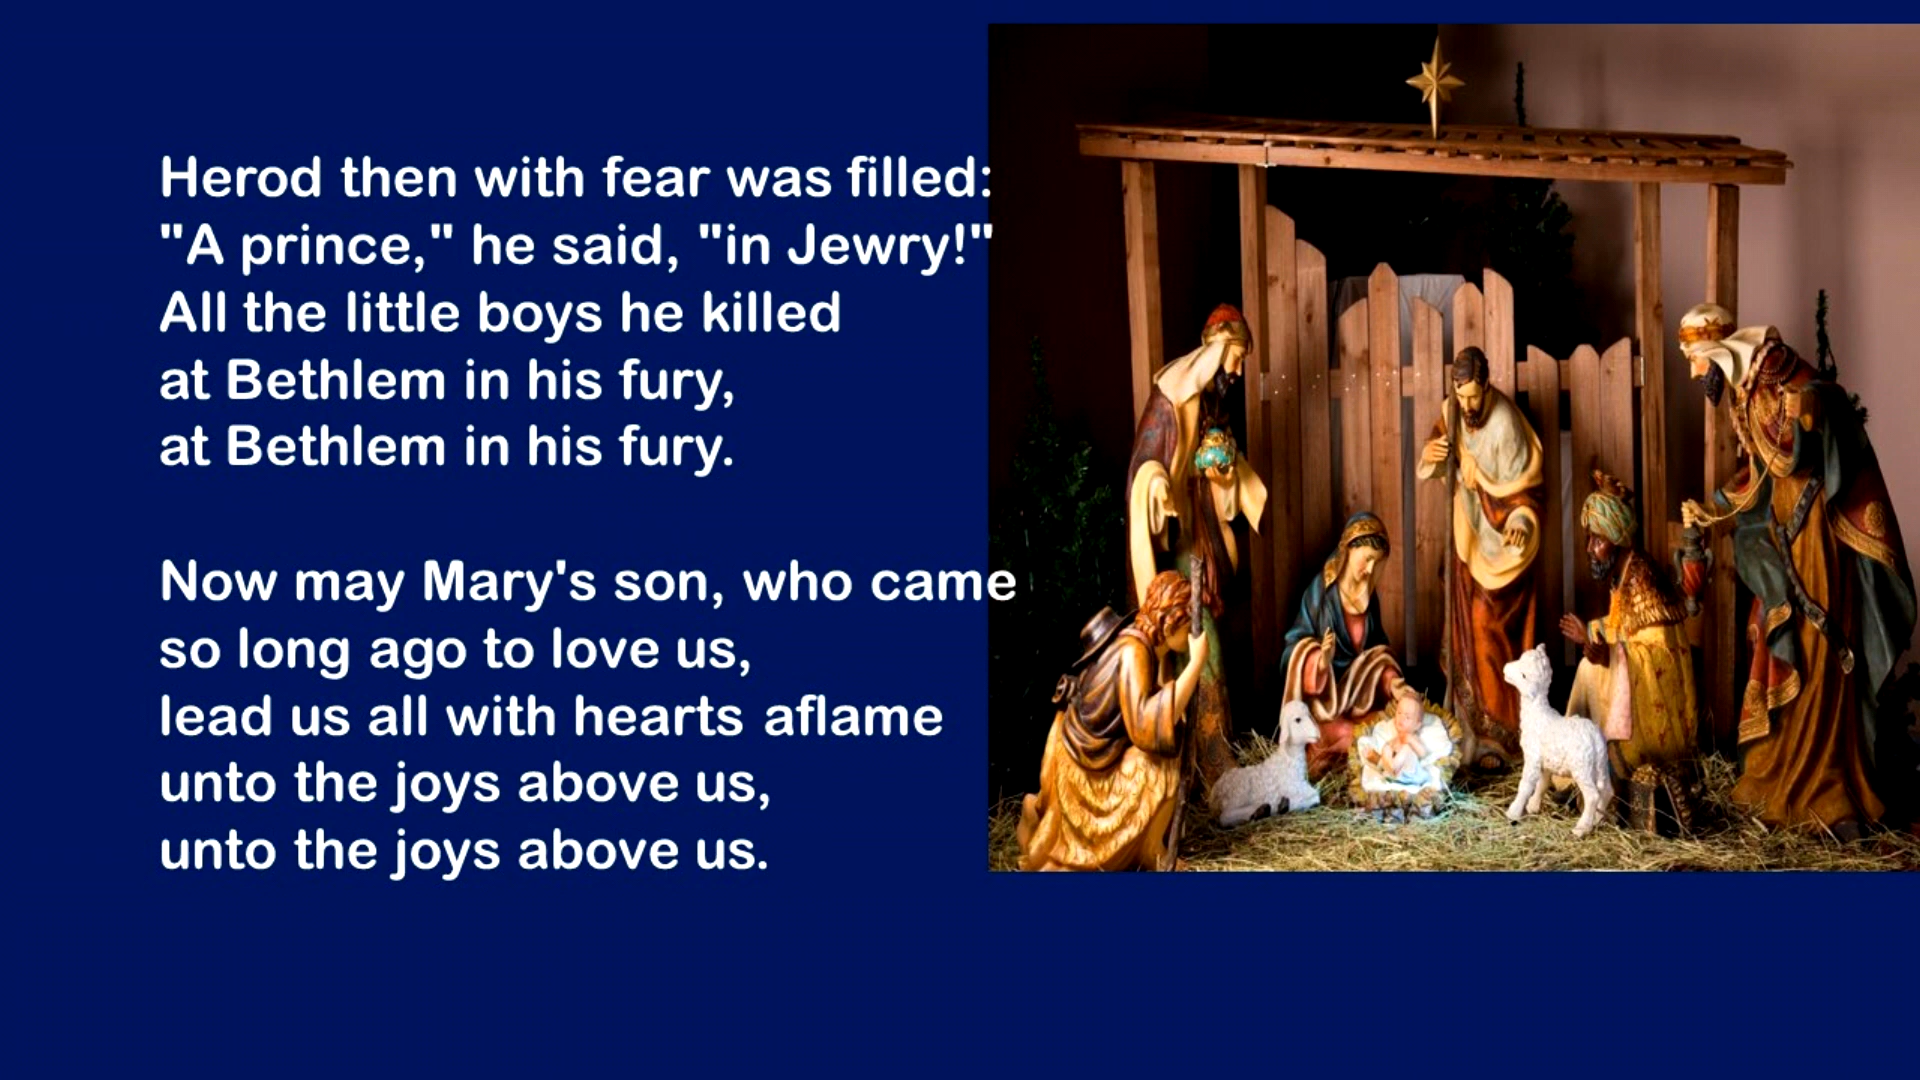 Herod then with fear was filled:
"A prince," he said, "in Jewry!"
All the little boys he killed
at Bethlem in his fury,
at Bethlem in his fury.
Now may Mary's son, who came
so long ago to love us,
lead us all with hearts aflame
unto the joys above us,
unto the joys above us.